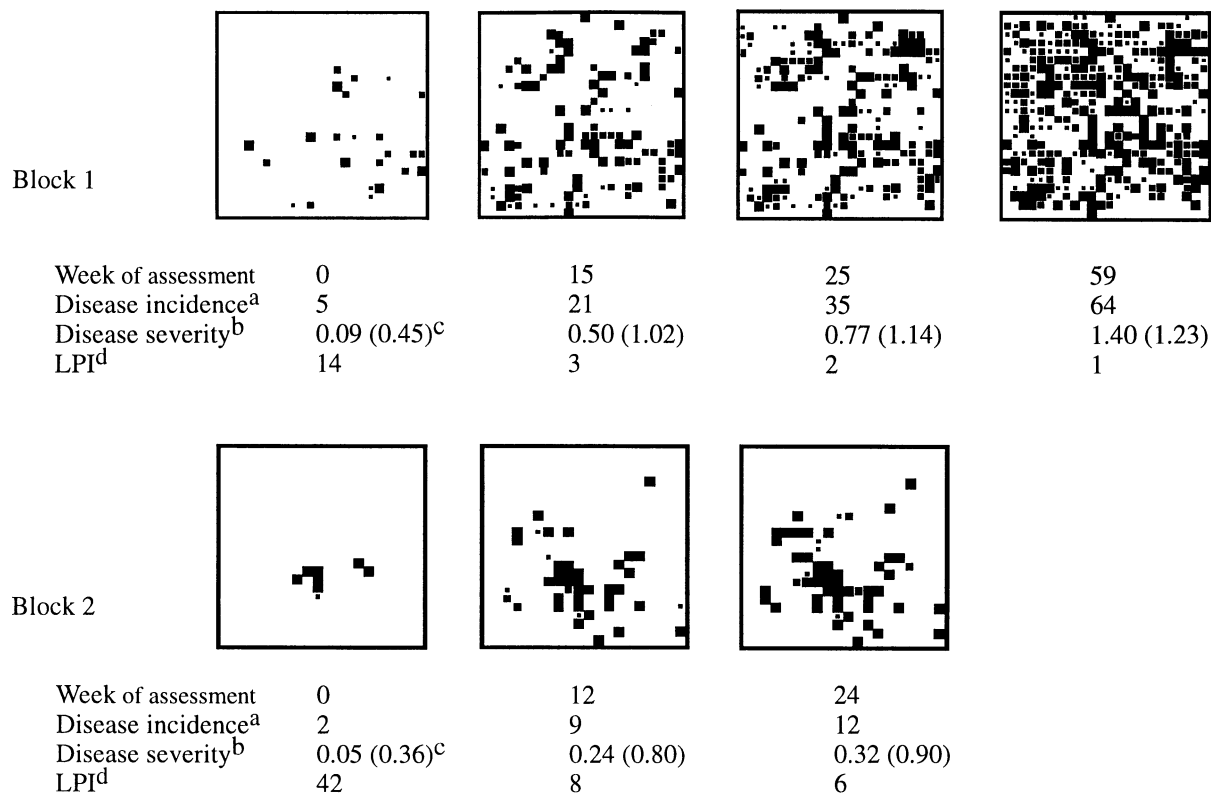 Block 1
Week of assessment 0 15 25 59
Disease incidencea 5 21 35 64
Disease severityb 0.09 (0.45)c 0.50 (1.02) 0.77 (1.14) 1.40 (1.23)
LPId 14 3 2 1
Block 2
Week of assessment 0 12 24
Disease incidencea 2 9 12
Disease severityb 0.05 (0.36)c 0.24 (0.80) 0.32 (0.90)
LPId 42 8 6